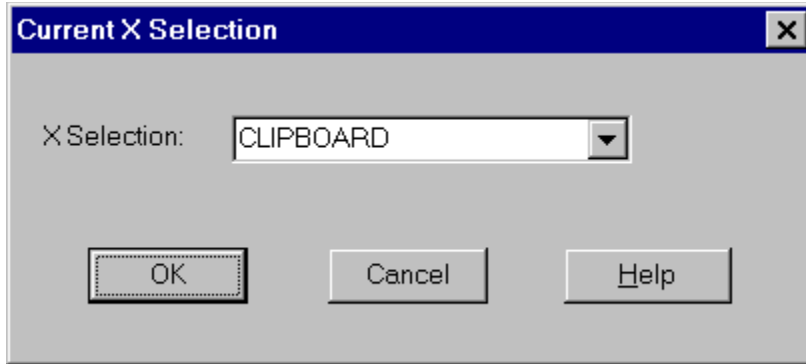 Current X Selection
X Selection: CLIPBOARD
OK Cancel Help